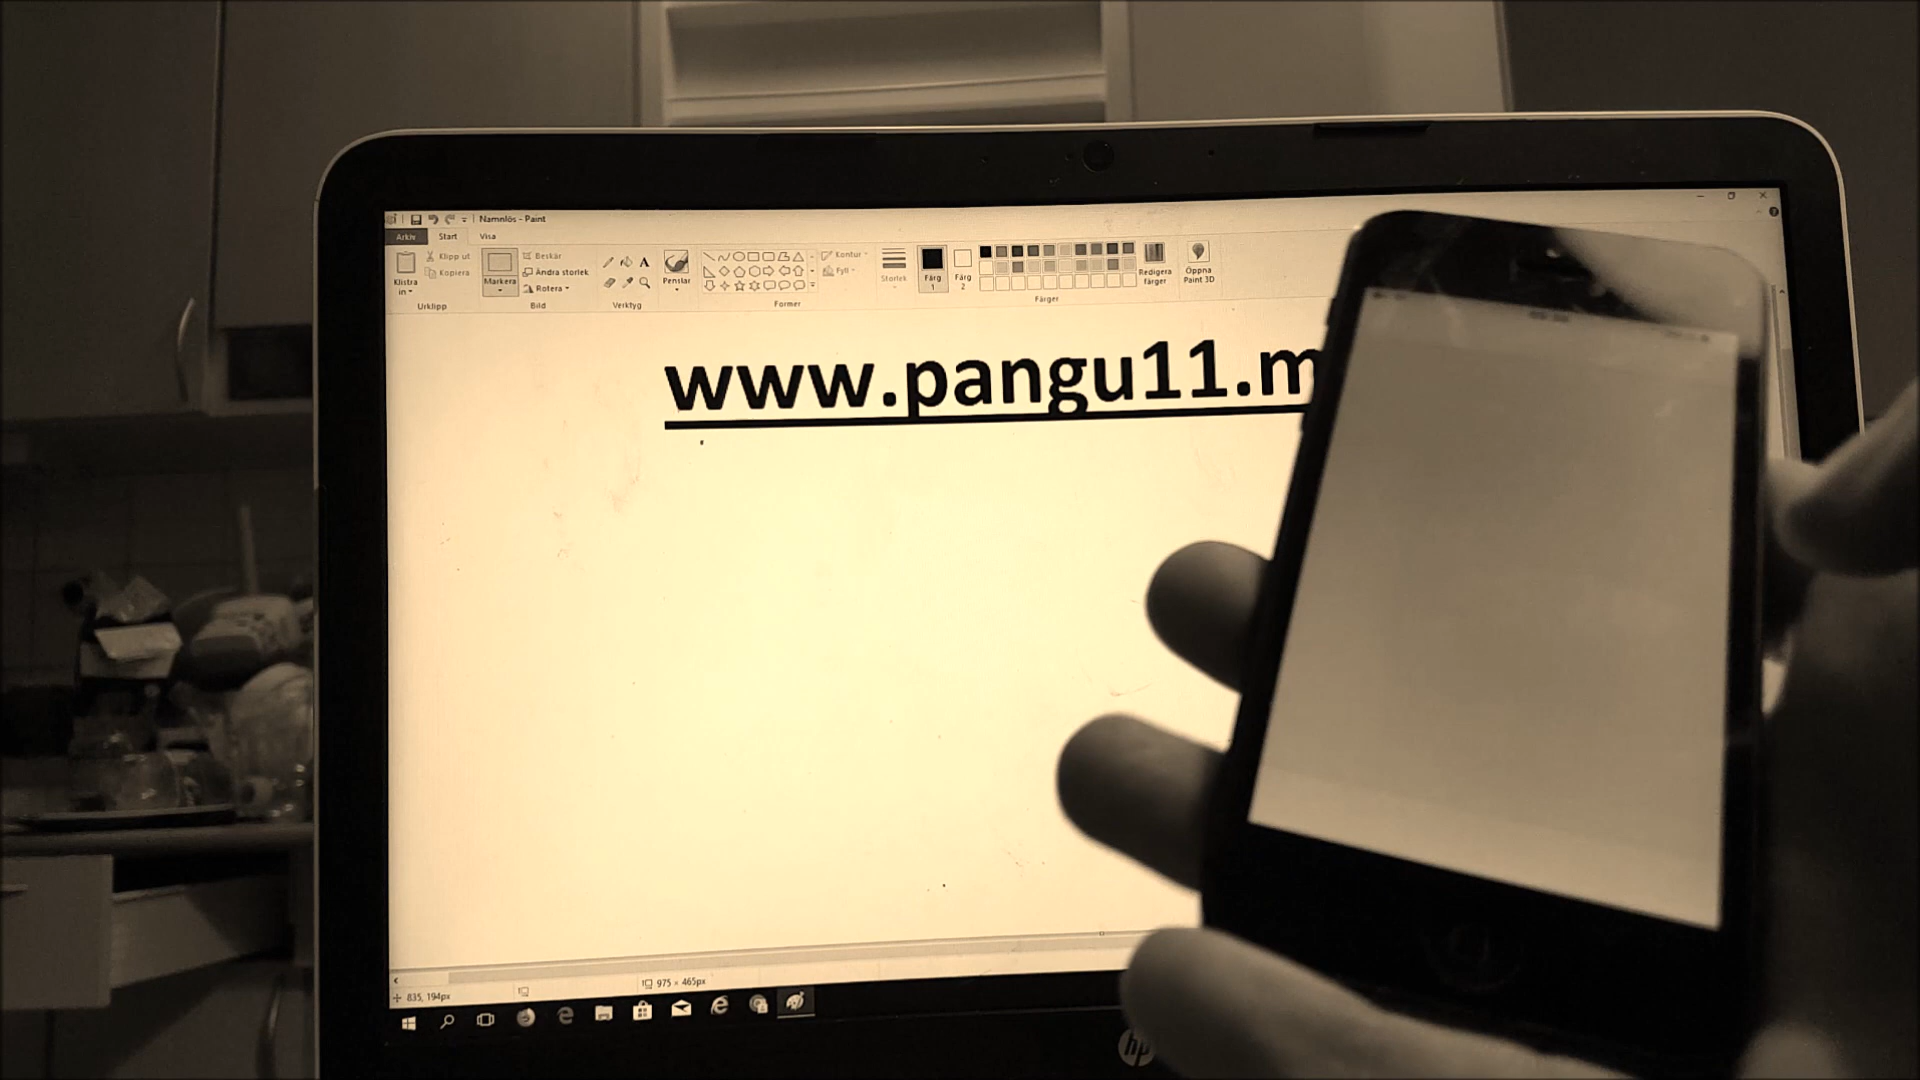 Namnlös - Paint
Arkiv Start Visa
Klistra in
Klipp ut
Kopiera
Urklipp
Markera
Beskär
Ändra storlek
Rotera
Bild
A
Verktyg
Penslar
Former
Kontur
Fyll
Storlek
Färg 1
Färg 2
Färger
Redigera färger
Öppna Paint 3D
www.pangu11.m
835, 194px
975 × 465px
hp